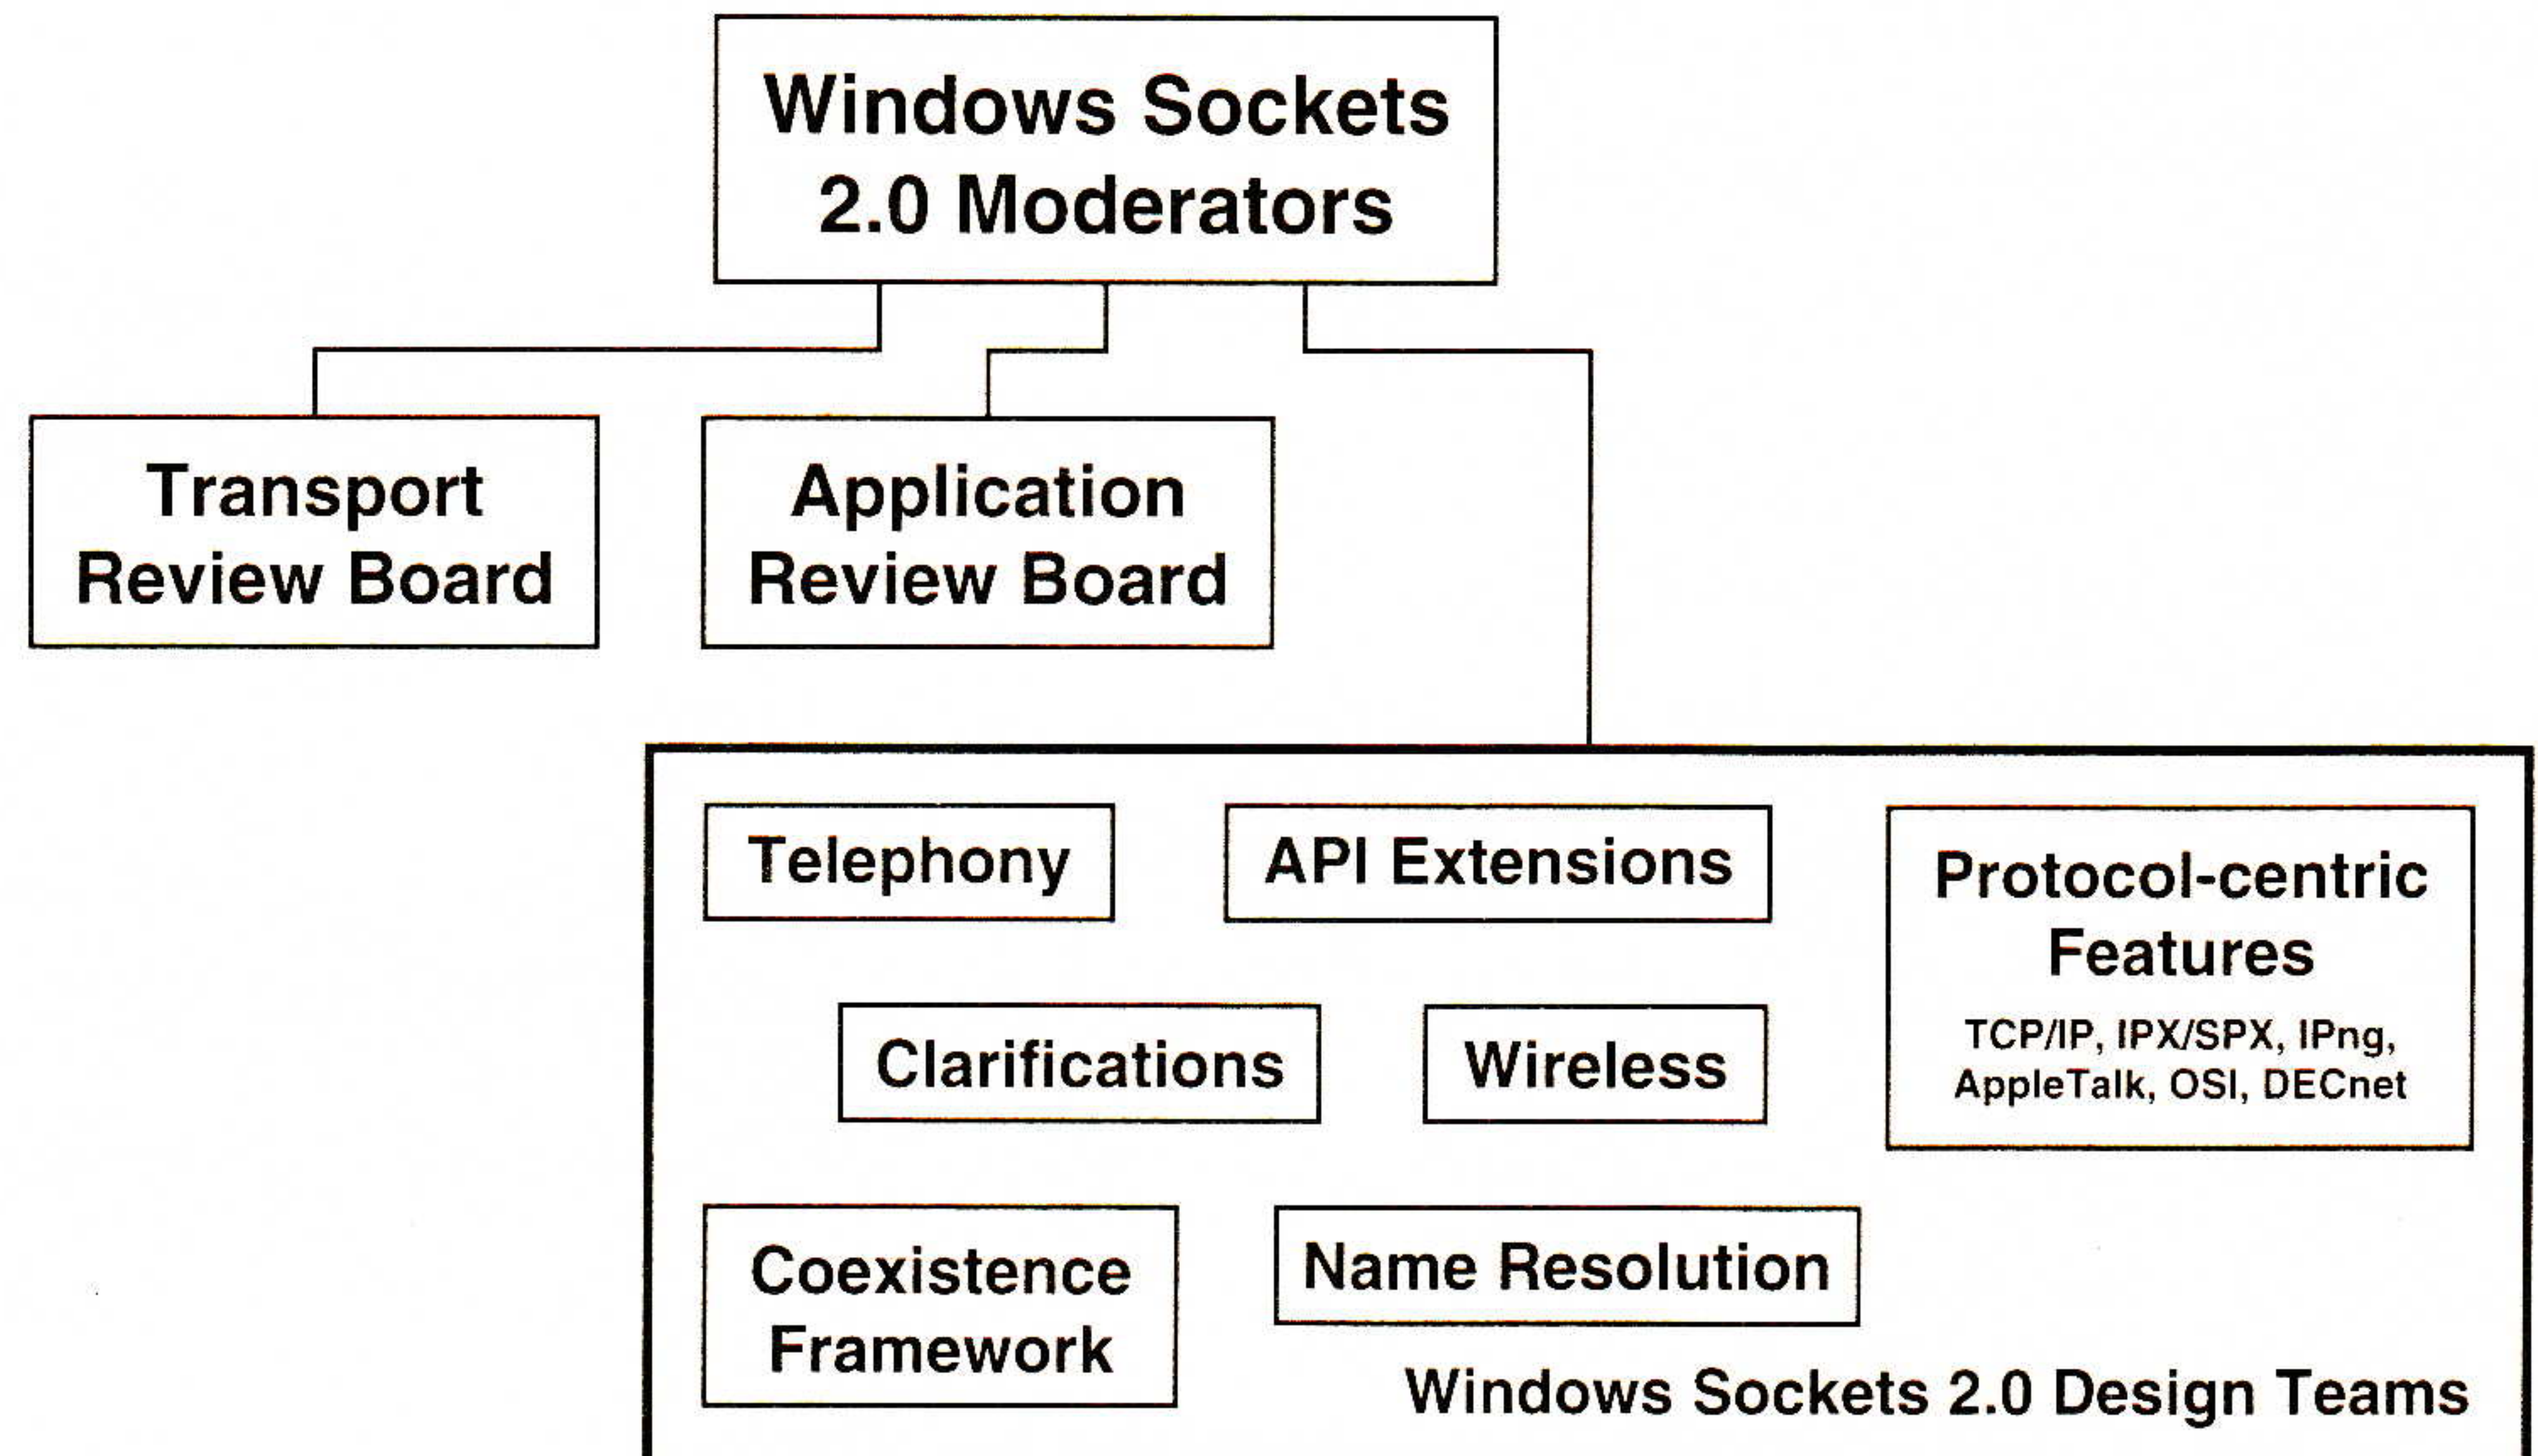 Windows Sockets
2.0 Moderators
Transport
Review Board
Application
Review Board
Telephony
API Extensions
Protocol-centric
Features
TCP/IP, IPX/SPX, IPng,
AppleTalk, OSI, DECnet
Clarifications
Wireless
Coexistence
Framework
Name Resolution
Windows Sockets 2.0 Design Teams